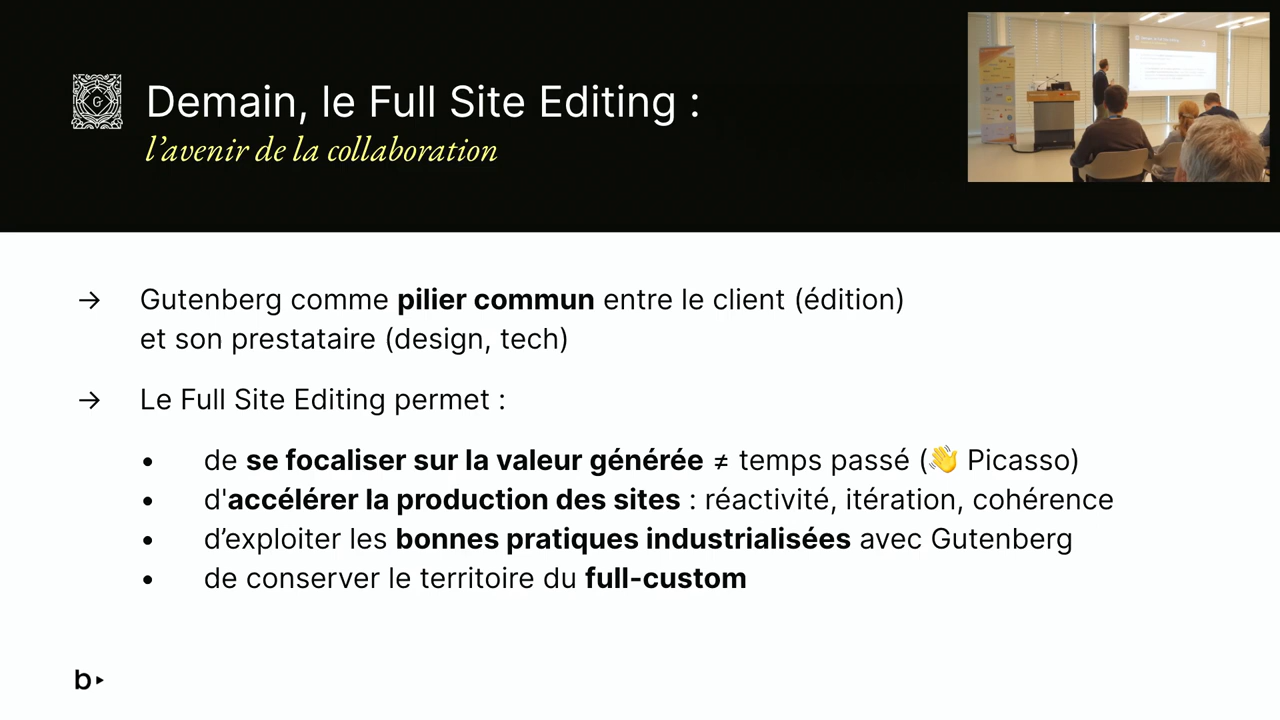 Demain, le Full Site Editing :
l’avenir de la collaboration
→ Gutenberg comme pilier commun entre le client (édition)
et son prestataire (design, tech)
→ Le Full Site Editing permet :
• de se focaliser sur la valeur générée ≠ temps passé (👋 Picasso)
• d'accélérer la production des sites : réactivité, itération, cohérence
• d’exploiter les bonnes pratiques industrialisées avec Gutenberg
• de conserver le territoire du full-custom
b